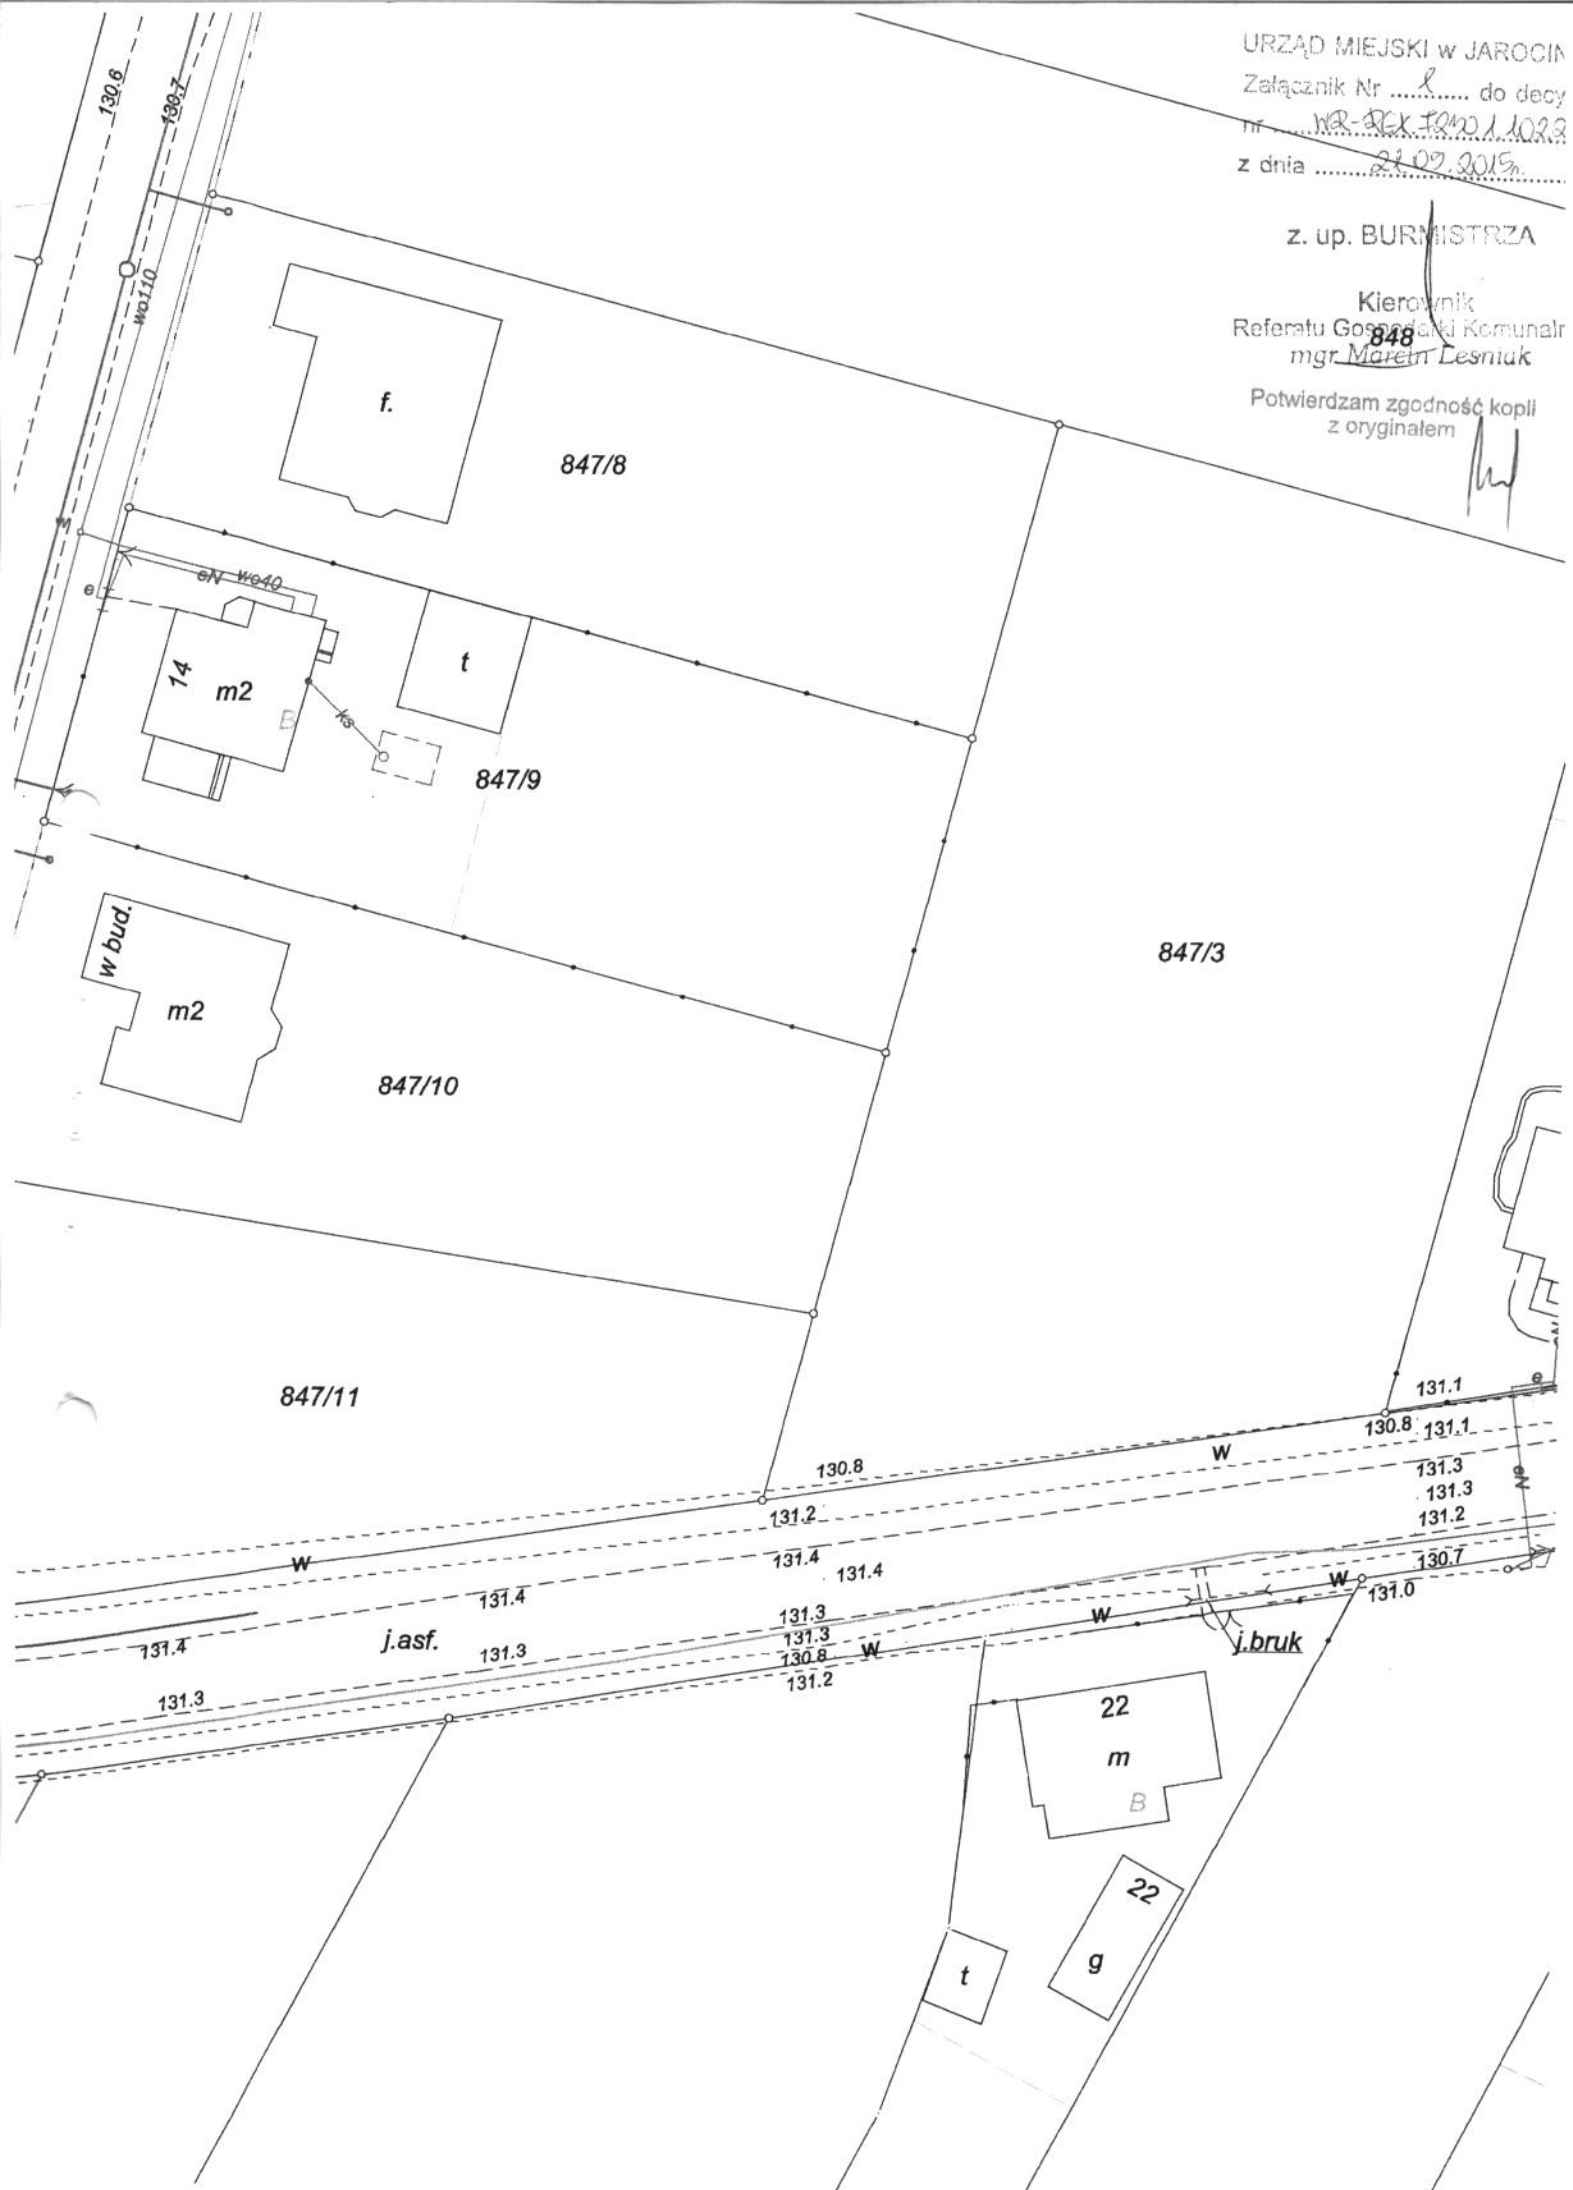 URZĄD MIEJSKI w JAROCIN
Załącznik Nr ........ do decy
nr
z dnia 21.09.2015r.
z. up. BURMISTRZA
Kierownik
Referatu Gospodarki Komunaln
848
mgr Marcin Leśniak
Potwierdzam zgodność kopii
z oryginałem
130.6
130.7
wo110
f.
847/8
w
eN wo40
e
14
m2
B
t
ks
847/9
847/3
w bud.
m2
847/10
847/11
131.1
e
130.8 131.1
w
130.8
131.3
eN
131.3
131.2
131.2
w
131.4
131.4
130.7
w
131.0
131.4
131.3
w
131.4
j.asf.
131.3
131.3
130.8
w
j.bruk
131.2
131.3
22
m
B
22
g
t